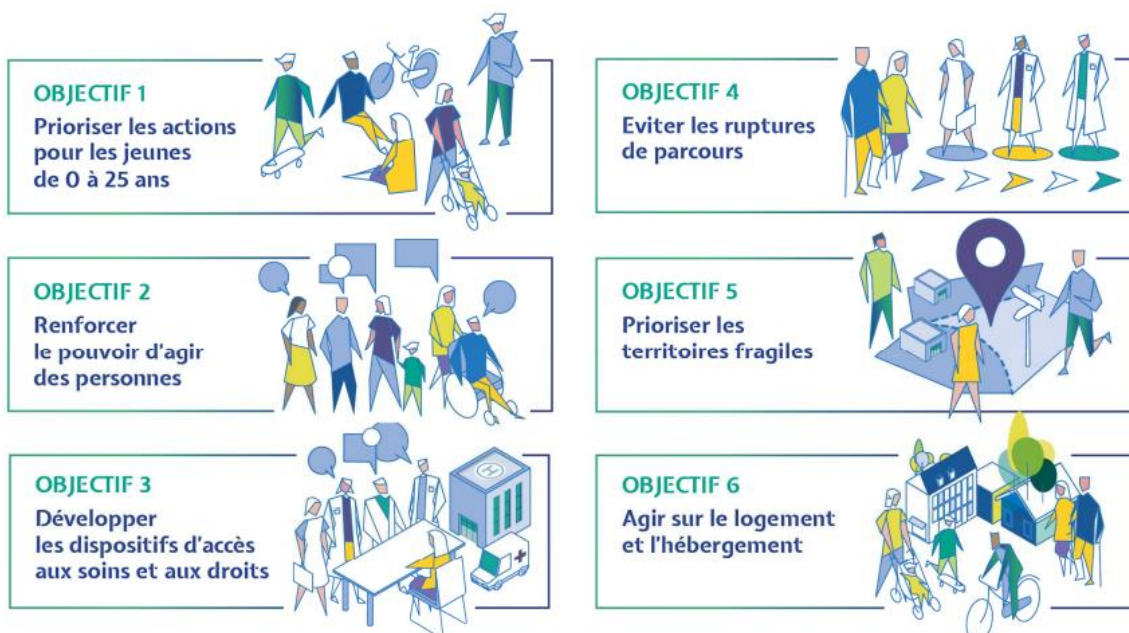 OBJECTIF 1
Prioriser les actions
pour les jeunes
de 0 à 25 ans
OBJECTIF 2
Renforcer
le pouvoir d'agir
des personnes
OBJECTIF 3
Développer
les dispositifs d'accès
aux soins et aux droits
H
OBJECTIF 4
Eviter les ruptures
de parcours
OBJECTIF 5
Prioriser les
territoires fragiles
OBJECTIF 6
Agir sur le logement
et l'hébergement